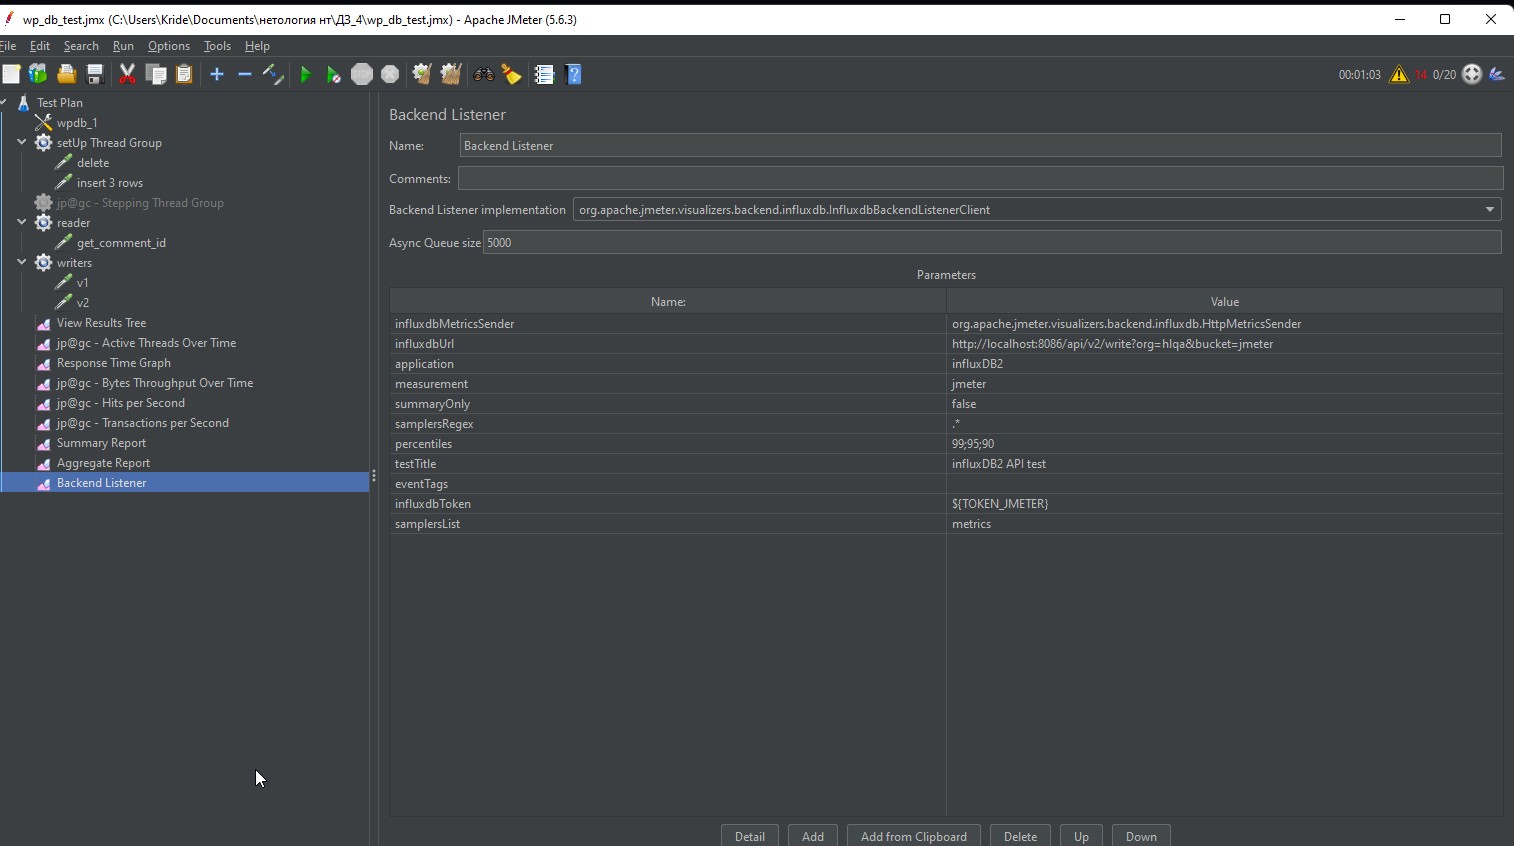 wp_db_test.jmx (C:\Users\Kride\Documents\нетология нт\ДЗ_4\wp_db_test.jmx) - Apache JMeter (5.6.3)
File Edit Search Run Options Tools Help
STOP
00:01:03 14 0/20
Test Plan
wpdb_1
setUp Thread Group
delete
insert 3 rows
jp@gc - Stepping Thread Group
reader
get_comment_id
writers
v1
v2
View Results Tree
jp@gc - Active Threads Over Time
Response Time Graph
jp@gc - Bytes Throughput Over Time
jp@gc - Hits per Second
jp@gc - Transactions per Second
Summary Report
Aggregate Report
Backend Listener
Backend Listener
Name: Backend Listener
Comments:
Backend Listener implementation org.apache.jmeter.visualizers.backend.influxdb.InfluxdbBackendListenerClient
Async Queue size 5000
Parameters
Name: Value
influxdbMetricsSender org.apache.jmeter.visualizers.backend.influxdb.HttpMetricsSender
influxdbUrl http://localhost:8086/api/v2/write?org=hlqa&bucket=jmeter
application influxDB2
measurement jmeter
summaryOnly false
samplersRegex .*
percentiles 99;95;90
testTitle influxDB2 API test
eventTags
influxdbToken ${TOKEN_JMETER}
samplersList metrics
Detail Add Add from Clipboard Delete Up Down